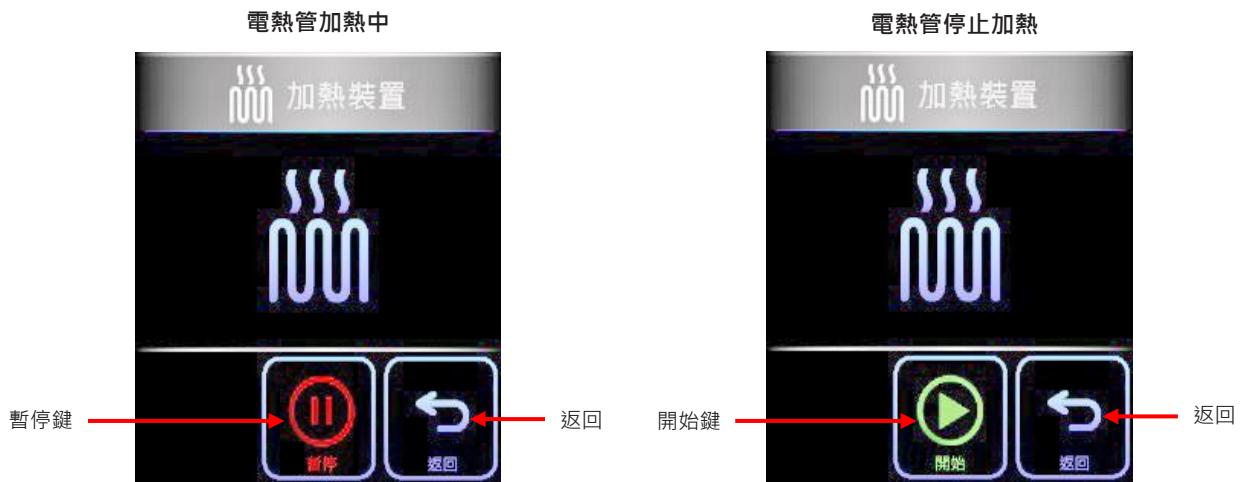 電熱管加熱中
加熱裝置
暫停鍵
暫停
返回
返回
電熱管停止加熱
加熱裝置
開始鍵
開始
返回
返回